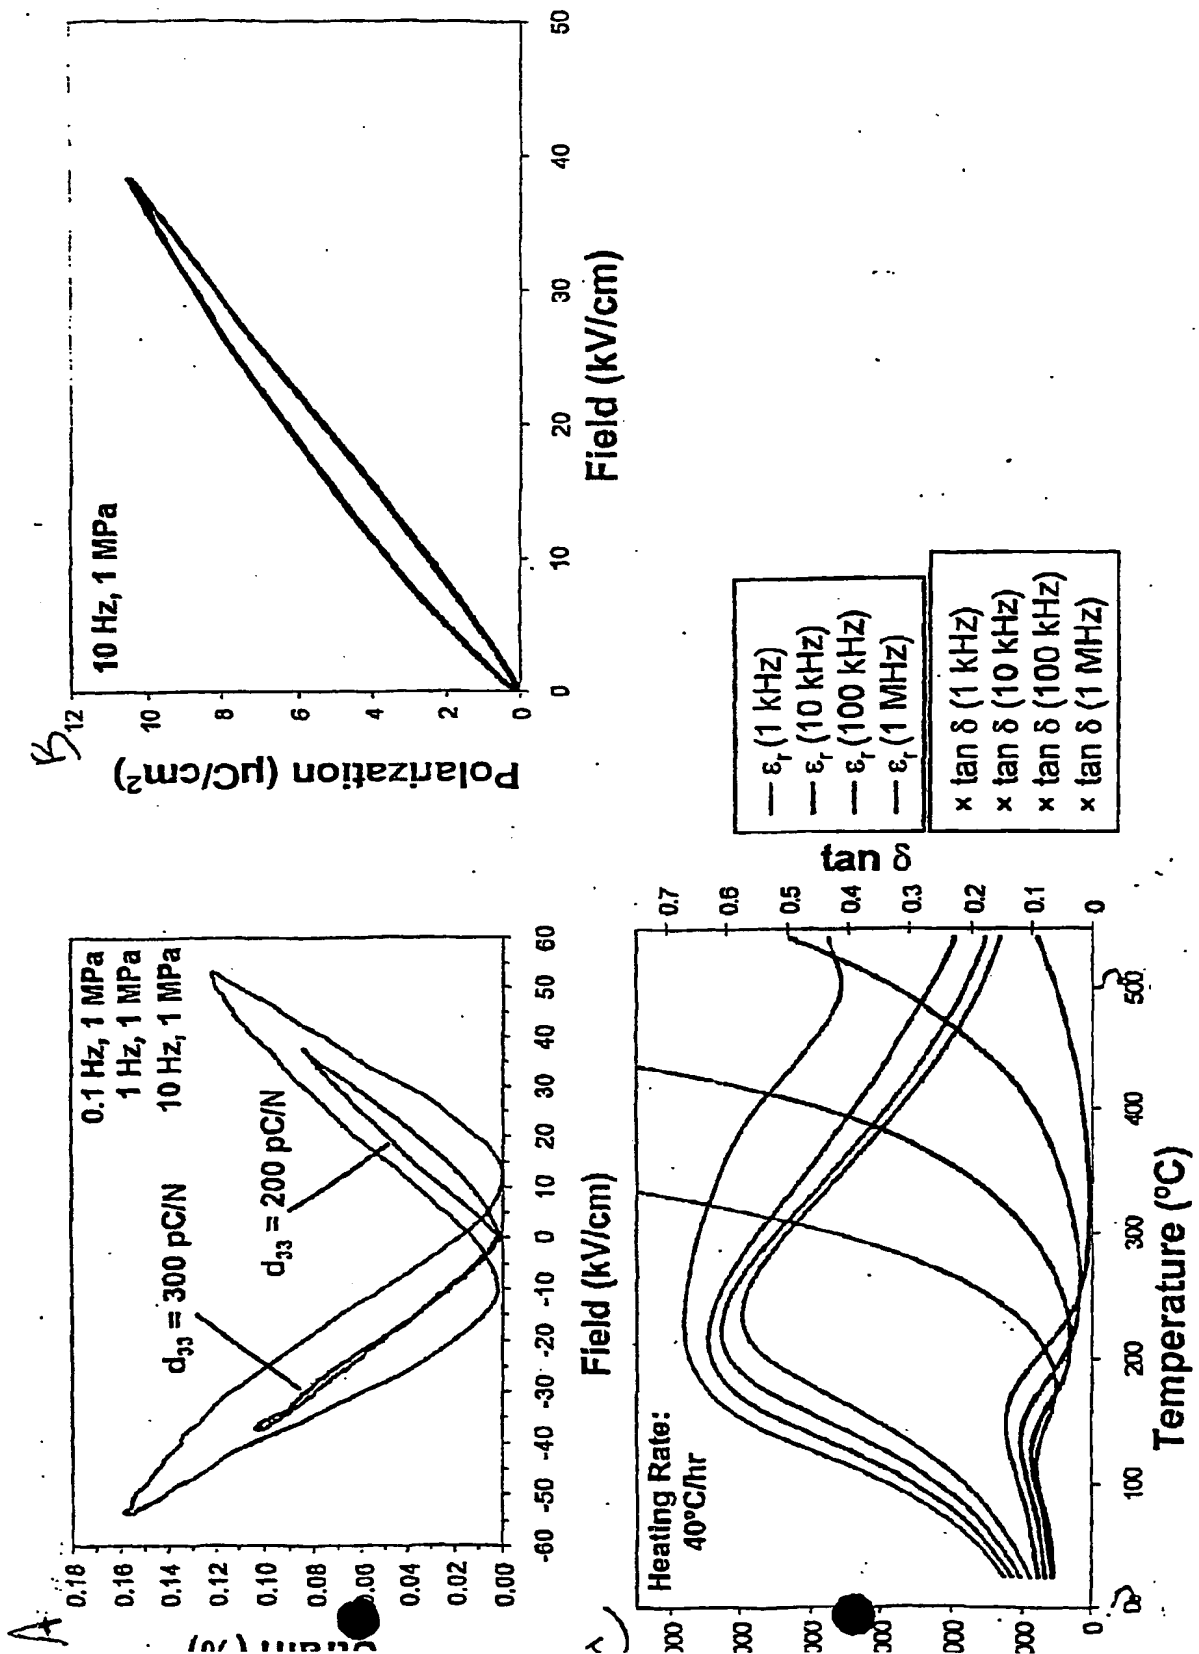 A
0.18
0.16
0.14
0.12
0.10
0.08
0.04
0.02
0.00
0.1 Hz, 1 MPa
1 Hz, 1 MPa
10 Hz, 1 MPa
d33 = 300 pC/N
d33 = 200 pC/N
-60 -50 -40 -30 -20 -10 0 10 20 30 40 50 60
Field (kV/cm)
B
12
10
8
6
4
2
0
Polarization (µC/cm²)
10 Hz, 1 MPa
0 10 20 30 40 50
Field (kV/cm)
Heating Rate:
40ºC/hr
0
0.7
0.6
0.5
0.4
0.3
0.2
0.1
0
tan δ
100 200 300 400 500
Temperature (ºC)
— εr (1 kHz)
— εr (10 kHz)
— εr (100 kHz)
— εr (1 MHz)
× tan δ (1 kHz)
× tan δ (10 kHz)
× tan δ (100 kHz)
× tan δ (1 MHz)